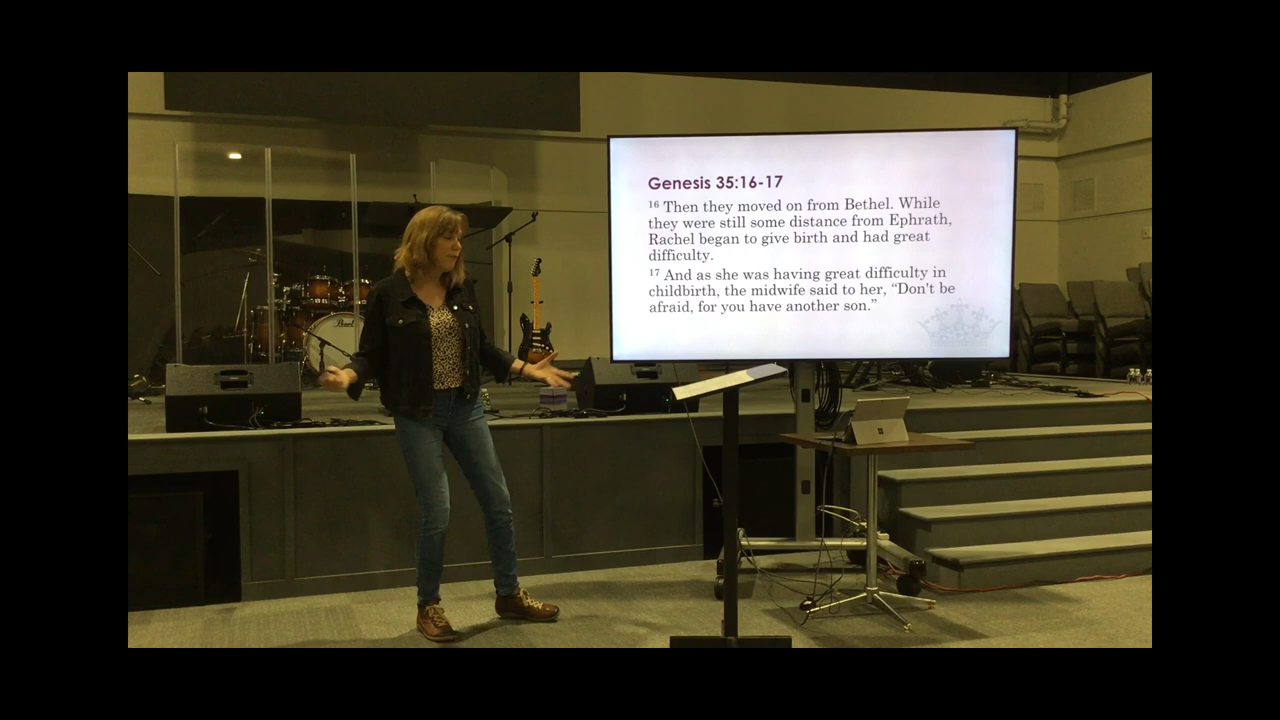 Genesis 35:16-17
16 Then they moved on from Bethel. While
they were still some distance from Ephrath,
Rachel began to give birth and had great
difficulty.
17 And as she was having great difficulty in
childbirth, the midwife said to her, “Don't be
afraid, for you have another son.”
Pearl